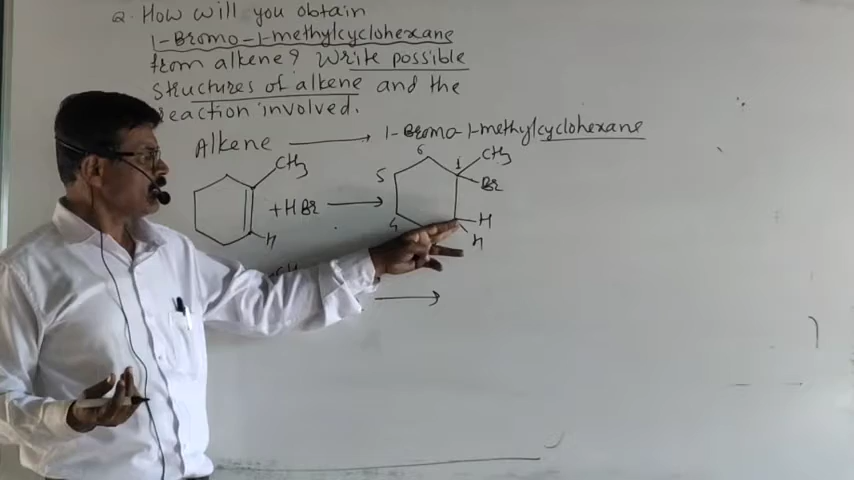 Q. How will you obtain
1-Bromo-1-methylcyclohexane
from alkene? Write possible
structures of alkene and the
reaction involved.
Alkene → 1-Bromo-1-methylcyclohexane
CH3
+ HBr →
H
6
5
4
1
CH3
Br
H
H
CH
→